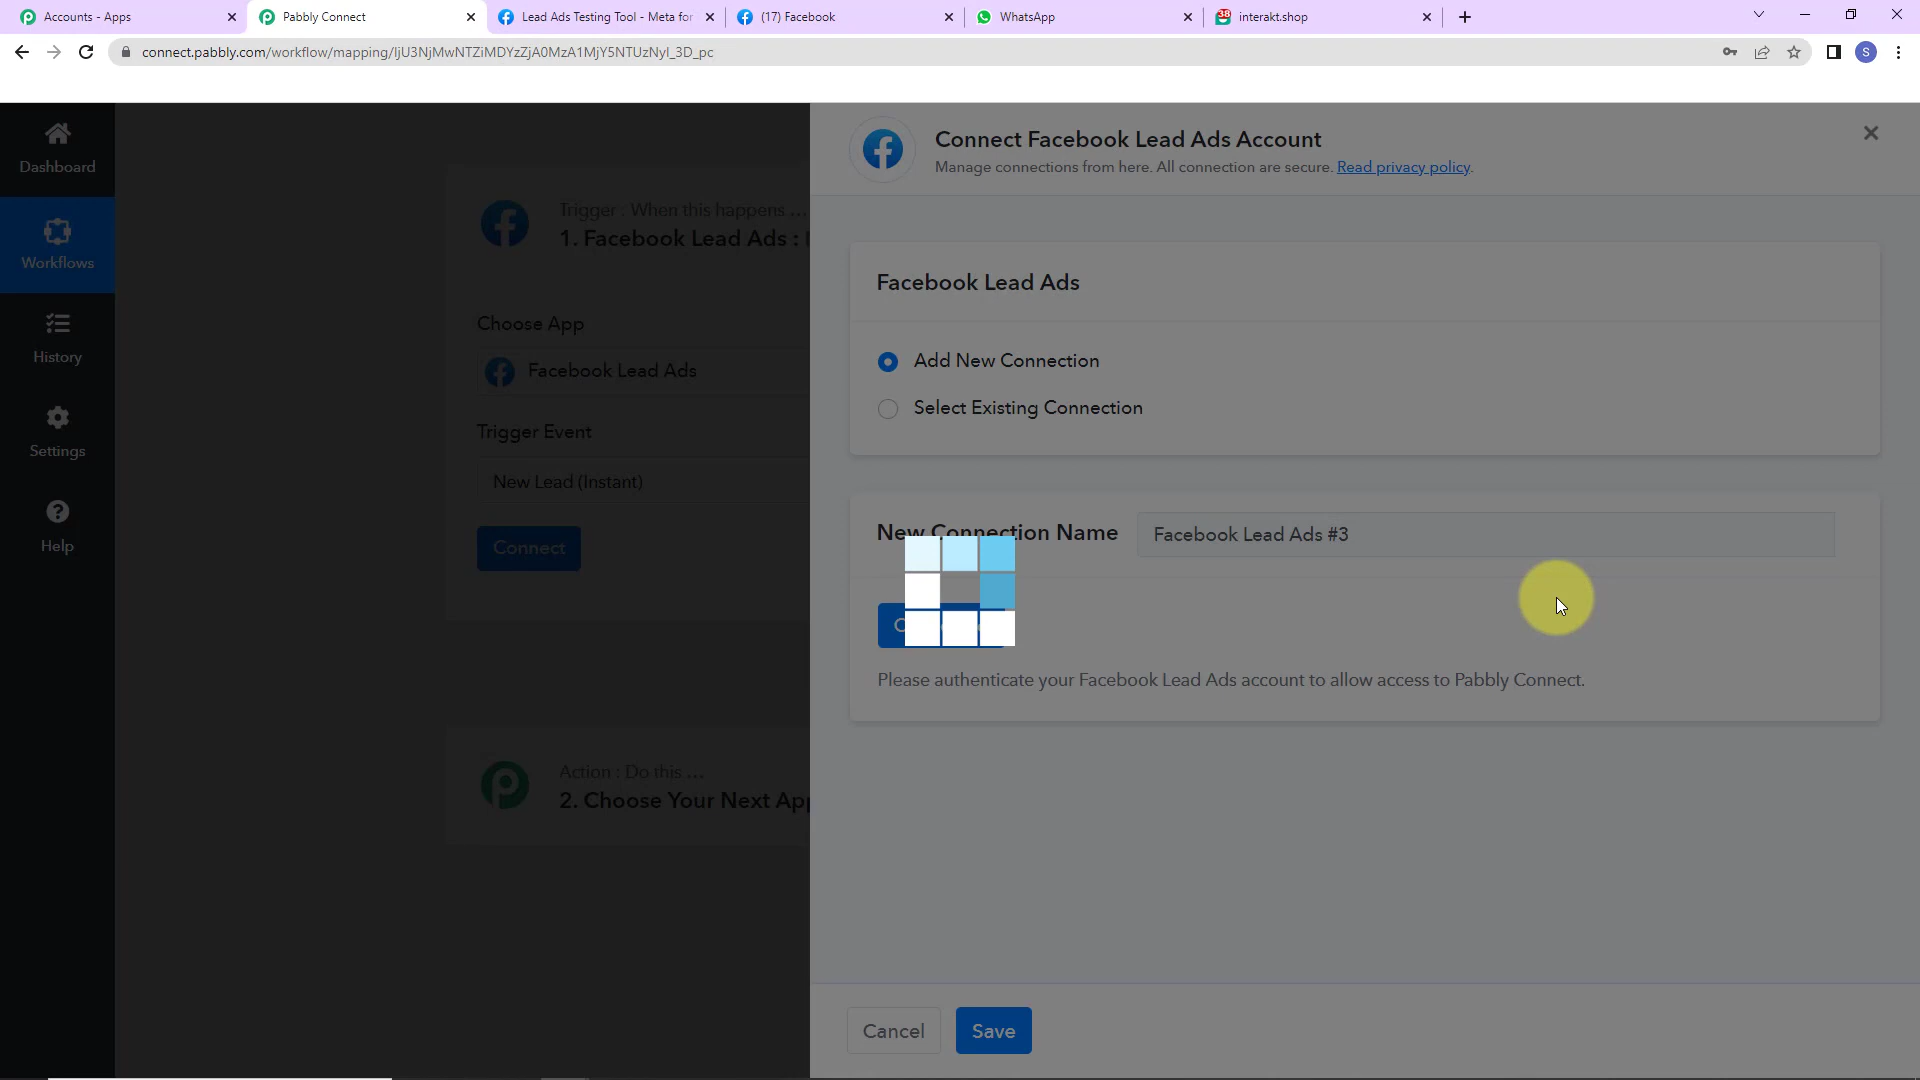 Accounts - Apps
Pabbly Connect
Lead Ads Testing Tool - Meta for
(17) Facebook
WhatsApp
38
interakt.shop
connect.pabbly.com/workflow/mapping/IjU3NjMwNTZiMDYzZjA0MzA1MjY5NTUzNyI_3D_pc
S
Dashboard
Workflows
History
Settings
Help
Trigger : When this happens ...
1. Facebook Lead Ads :
Choose App
Facebook Lead Ads
Trigger Event
New Lead (Instant)
Connect
Action : Do this ...
2. Choose Your Next App
Connect Facebook Lead Ads Account
Manage connections from here. All connection are secure. Read privacy policy.
Facebook Lead Ads
Add New Connection
Select Existing Connection
New Connection Name
Facebook Lead Ads #3
Please authenticate your Facebook Lead Ads account to allow access to Pabbly Connect.
Cancel
Save